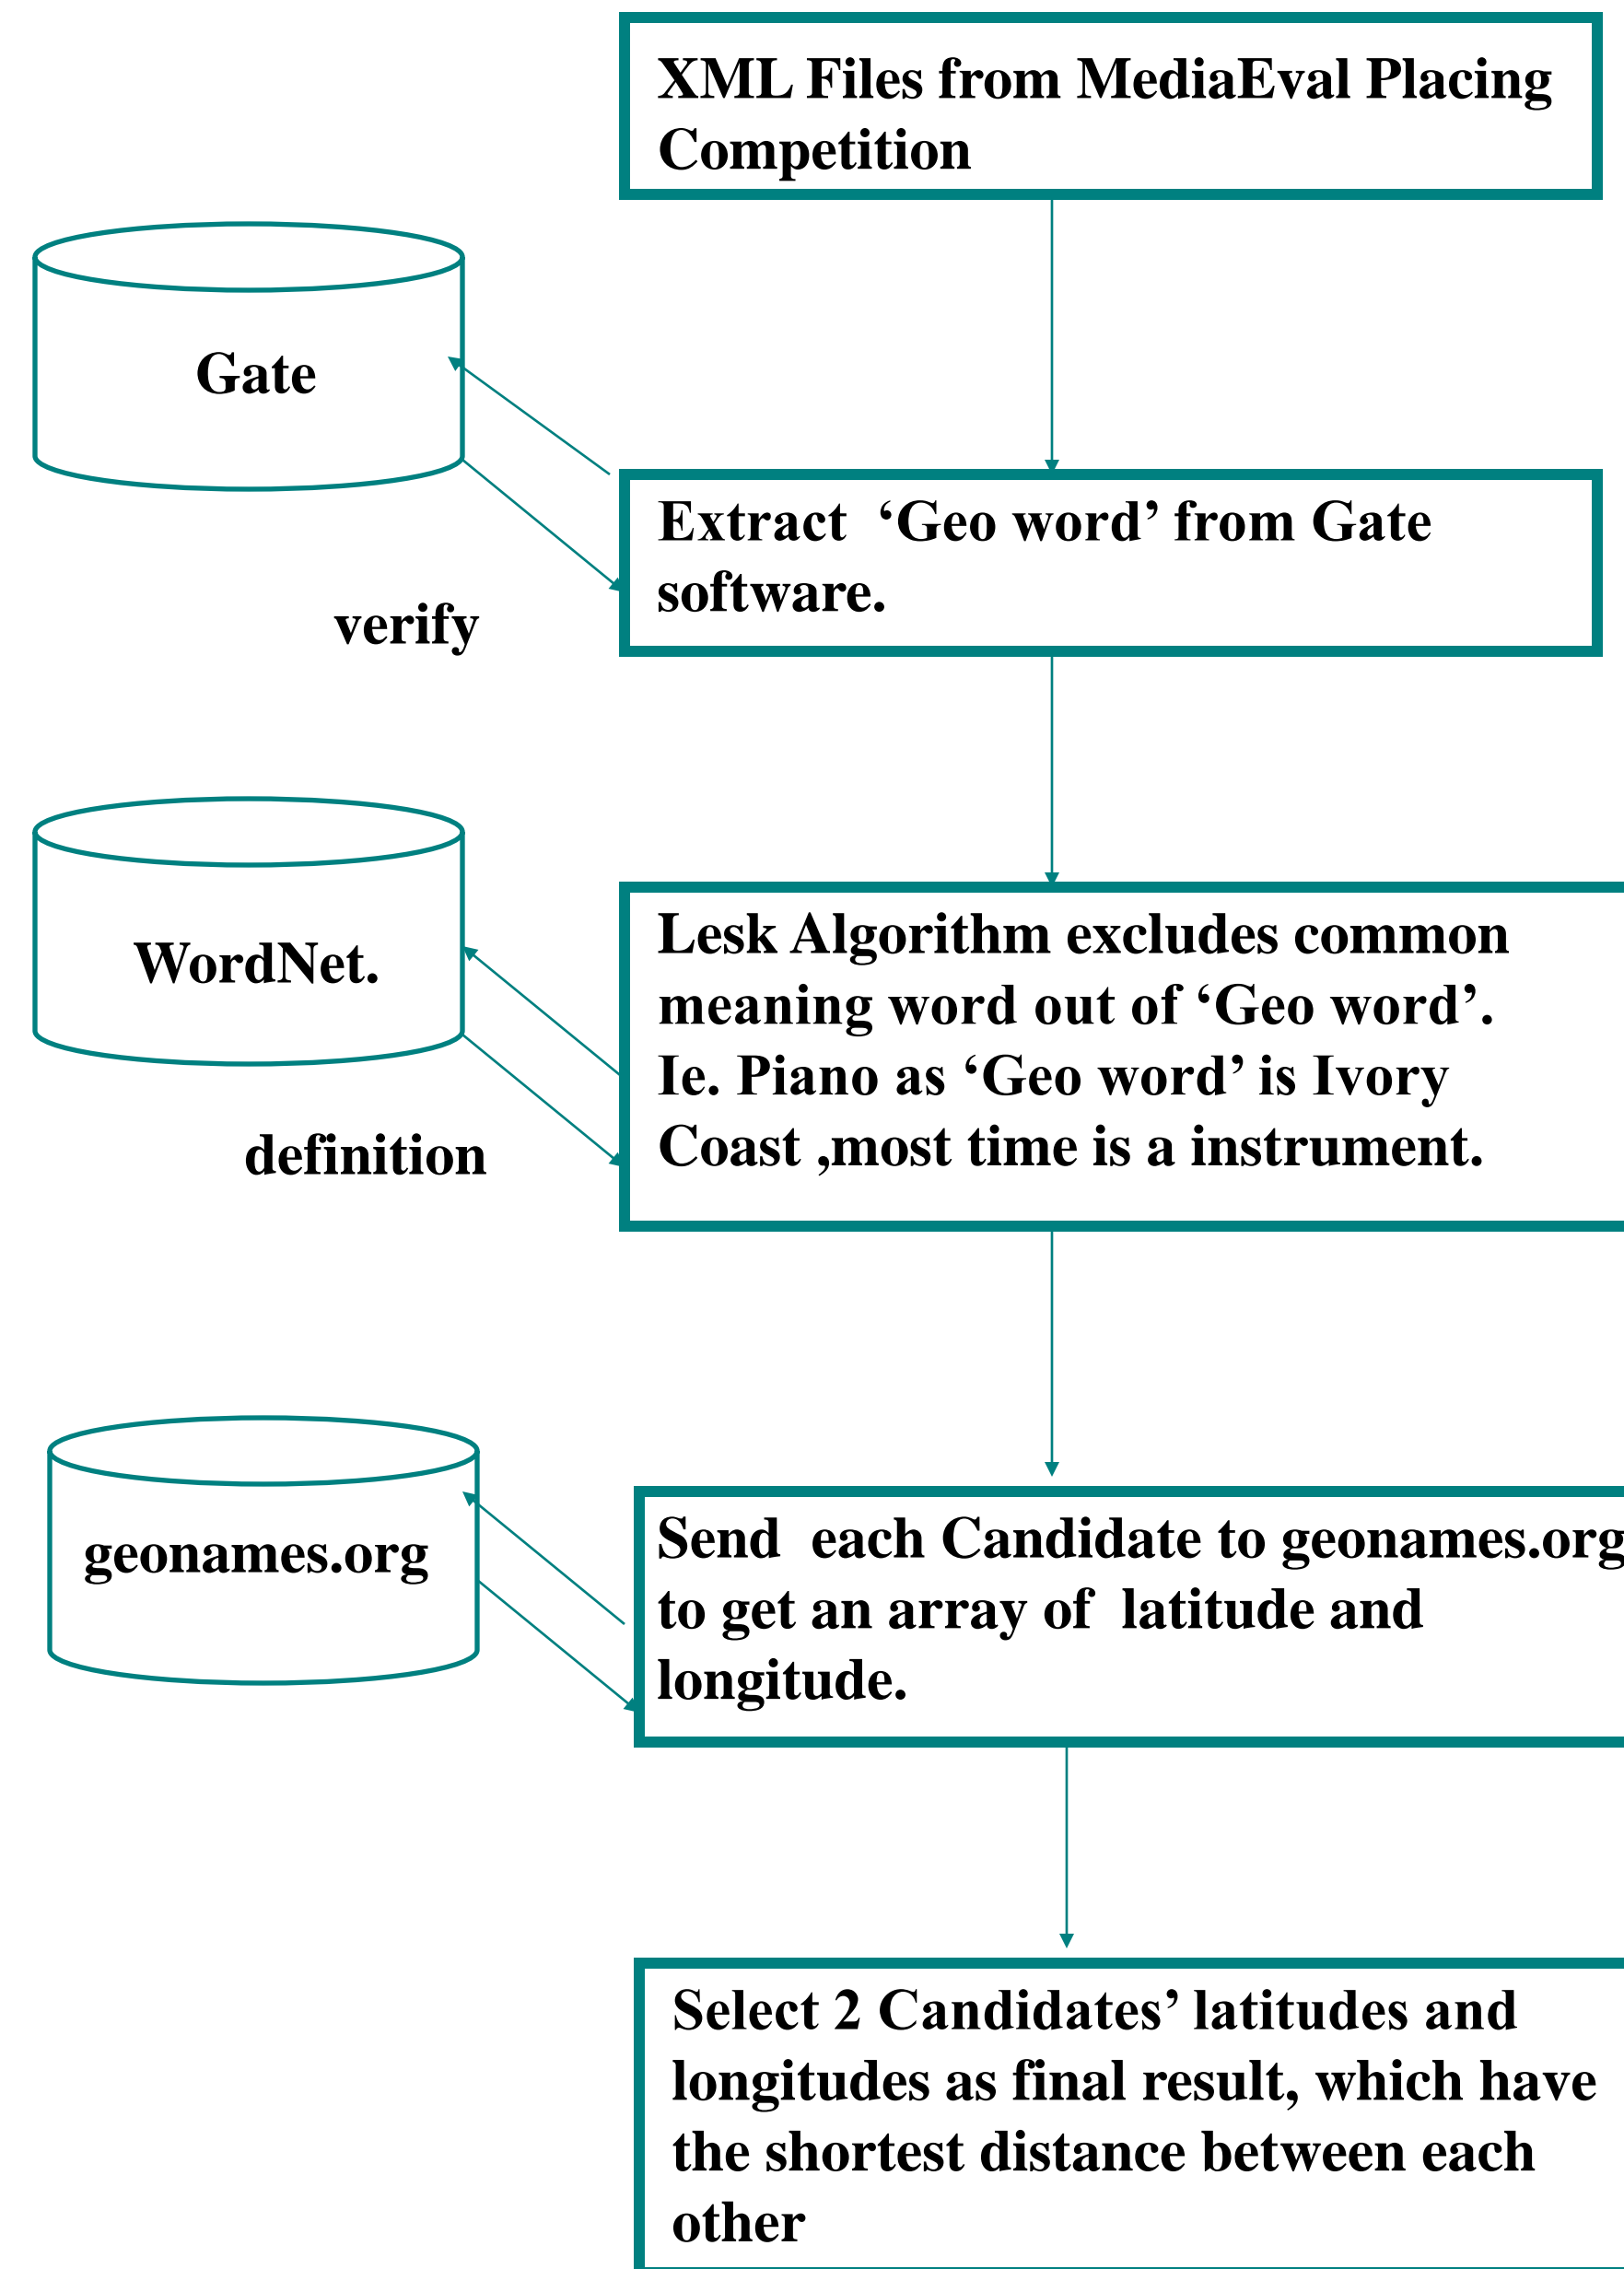 XML Files from MediaEval Placing
Competition
Gate
Extract ‘Geo word’ from Gate
software.
verify
WordNet.
Lesk Algorithm excludes common
meaning word out of ‘Geo word’.
Ie. Piano as ‘Geo word’ is Ivory
Coast ,most time is a instrument.
definition
geonames.org
Send each Candidate to geonames.org
to get an array of latitude and
longitude.
Select 2 Candidates’ latitudes and
longitudes as final result, which have
the shortest distance between each
other